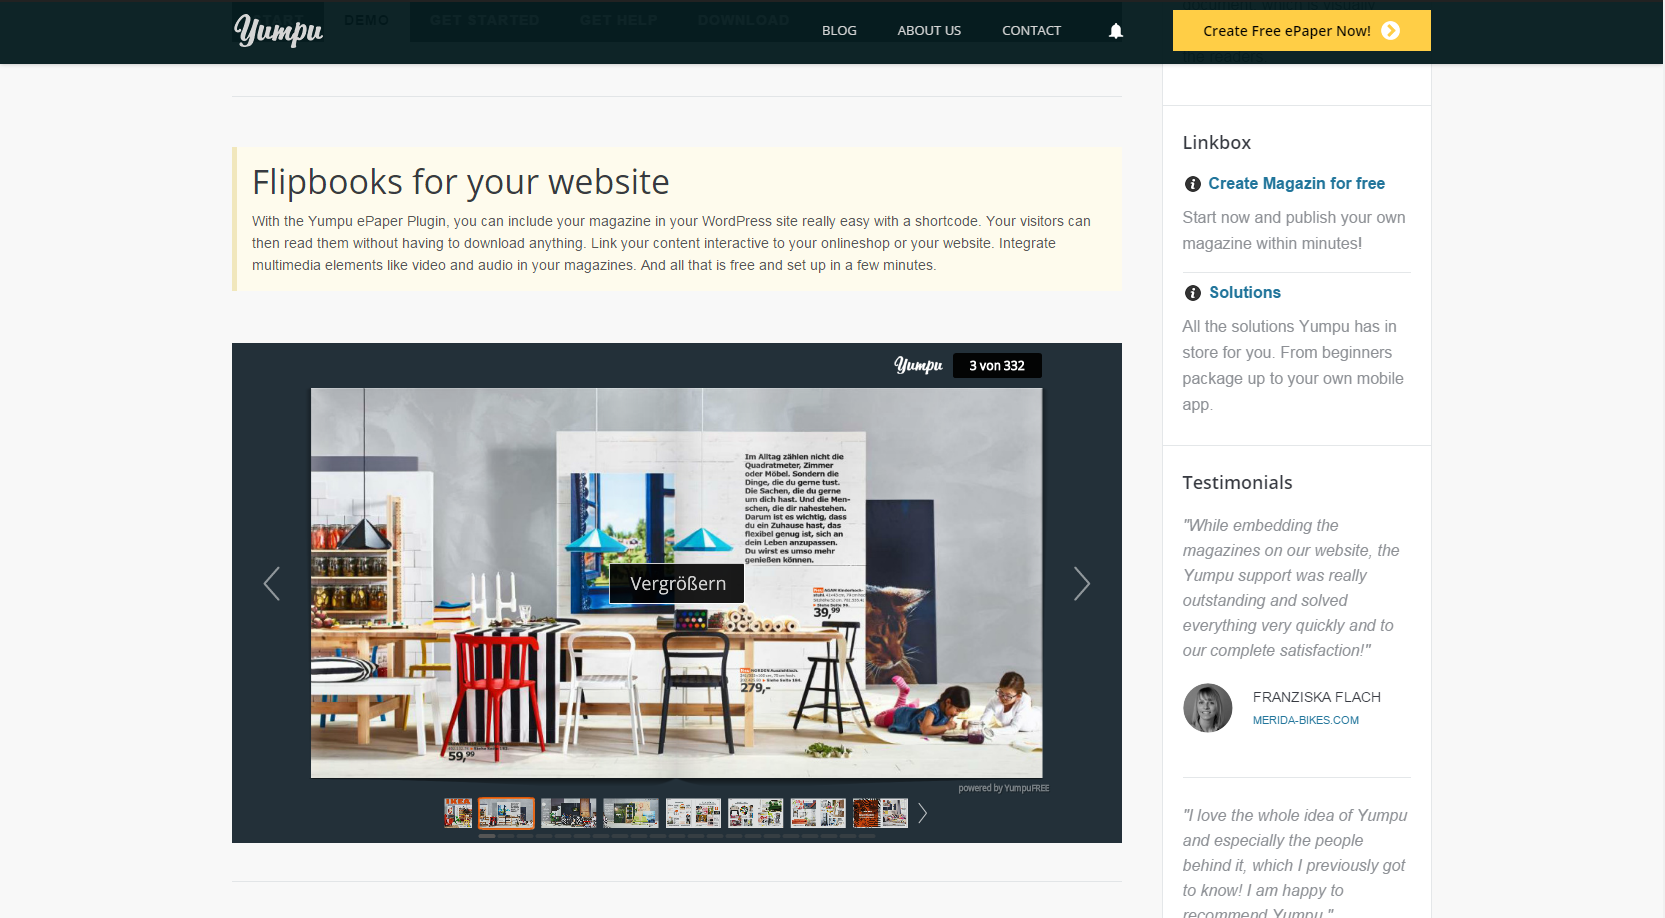 DEMO
GET STARTED
GET HELP
DOWNLOAD
Yumpu
BLOG
ABOUT US
CONTACT
Create Free ePaper Now!
Flipbooks for your website
With the Yumpu ePaper Plugin, you can include your magazine in your WordPress site really easy with a shortcode. Your visitors can
then read them without having to download anything. Link your content interactive to your onlineshop or your website. Integrate
multimedia elements like video and audio in your magazines. And all that is free and set up in a few minutes.
Yumpu
3 von 332
Im Alltag zählen nicht die
Quadratmeter, Zimmer
oder Möbel. Sondern die
Dinge, die du gerne tust.
Die Sachen, die du gerne
um dich hast. Und die Men-
schen, die dir nahestehen.
Darum ist es wichtig, dass
du ein Zuhause hast, das
flexibel genug ist, sich an
dein Leben anzupassen.
Du wirst es umso mehr
genießen können.
Vergrößern
39,99
279,-
59,99
powered by YumpuFREE
IKEA
Linkbox
Create Magazin for free
Start now and publish your own
magazine within minutes!
Solutions
All the solutions Yumpu has in
store for you. From beginners
package up to your own mobile
app.
Testimonials
"While embedding the
magazines on our website, the
Yumpu support was really
outstanding and solved
everything very quickly and to
our complete satisfaction!"
FRANZISKA FLACH
MERIDA-BIKES.COM
"I love the whole idea of Yumpu
and especially the people
behind it, which I previously got
to know! I am happy to
recommend Yumpu."